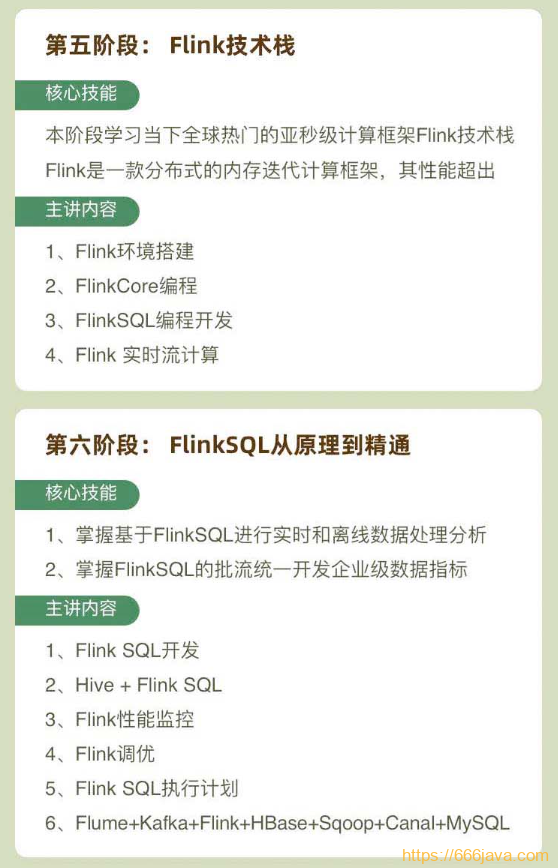 第五阶段： Flink技术栈
核心技能
本阶段学习当下全球热门的亚秒级计算框架Flink技术栈
Flink是一款分布式的内存迭代计算框架，其性能超出
主讲内容
1、Flink环境搭建
2、FlinkCore编程
3、FlinkSQL编程开发
4、Flink 实时流计算
第六阶段： FlinkSQL从原理到精通
核心技能
1、掌握基于FlinkSQL进行实时和离线数据处理分析
2、掌握FlinkSQL的批流统一开发企业级数据指标
主讲内容
1、Flink SQL开发
2、Hive + Flink SQL
3、Flink性能监控
4、Flink调优
5、Flink SQL执行计划
6、Flume+Kafka+Flink+HBase+Sqoop+Canal+MySQL
https://666java.com